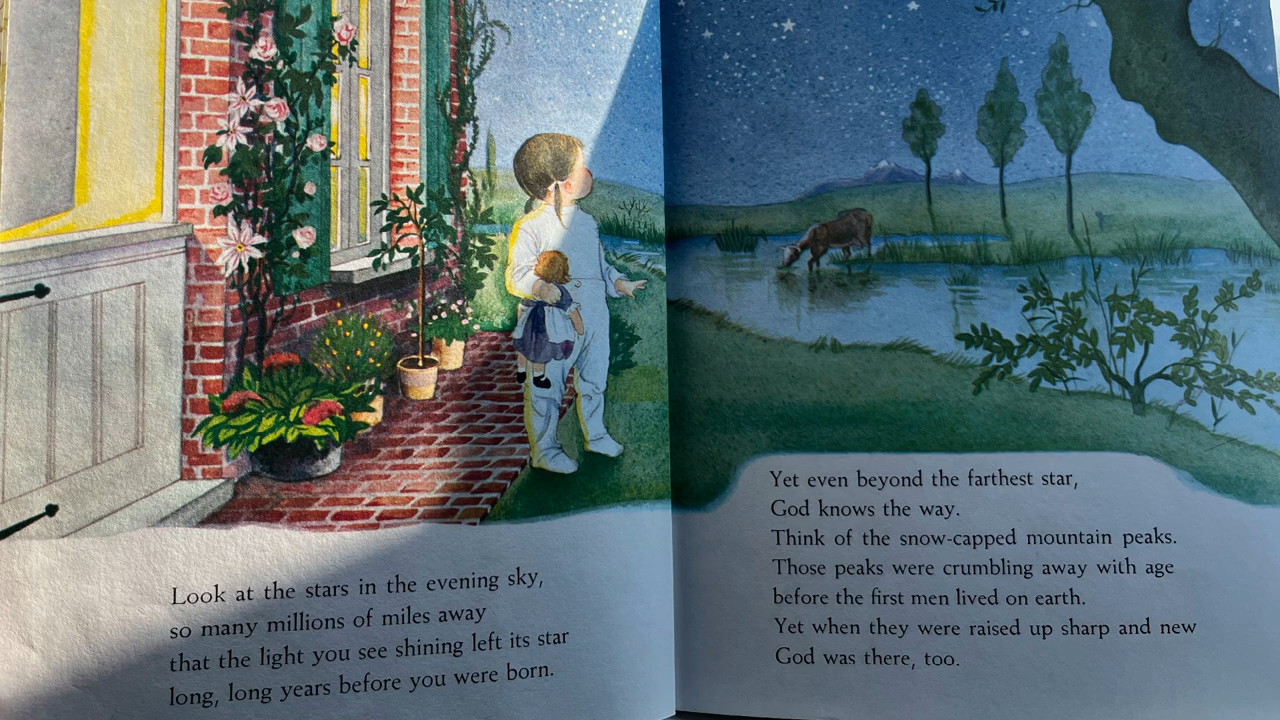 Look at the stars in the evening sky,
so many millions of miles away
that the light you see shining left its star
long, long years before you were born.
Yet even beyond the farthest star,
God knows the way.
Think of the snow-capped mountain peaks.
Those peaks were crumbling away with age
before the first men lived on earth.
Yet when they were raised up sharp and new
God was there, too.